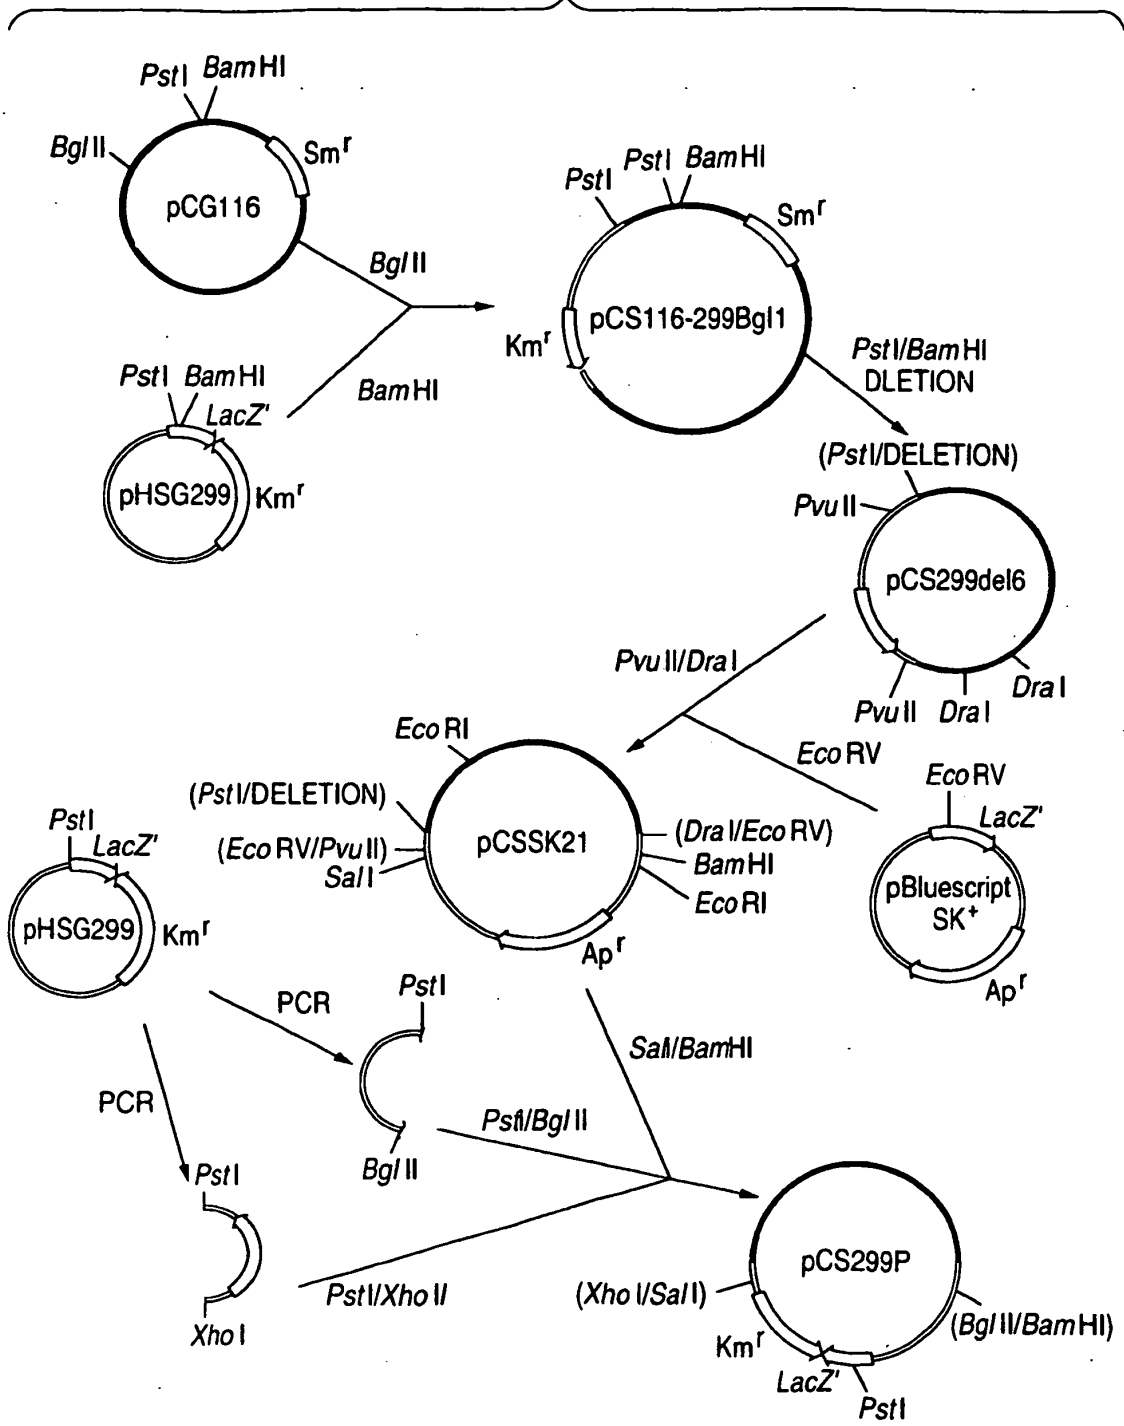 PstI BamHI
BglII
Smr
pCG116
BglII
PstI BamHI
LacZ'
pHSG299
Kmr
BamHI
PstI PstI BamHI
Smr
pCS116-299Bgl1
Kmr
PstI/BamHI
DLETION
(PstI/DELETION)
PvuII
pCS299del6
PvuII DraI DraI
PvuII/DraI
EcoRV
EcoRV
LacZ'
pBluescript
SK+
Apr
EcoRI
(PstI/DELETION)
(EcoRV/PvuII)
SalI
pCSSK21
(DraI/EcoRV)
BamHI
EcoRI
Apr
PstI
LacZ'
pHSG299
Kmr
PCR
PstI
BglII
PCR
PstI
XhoI
SalI/BamHI
PstI/BglII
PstI/XhoI
pCS299P
(XhoI/SalI)
(BglII/BamHI)
Kmr
LacZ'
PstI